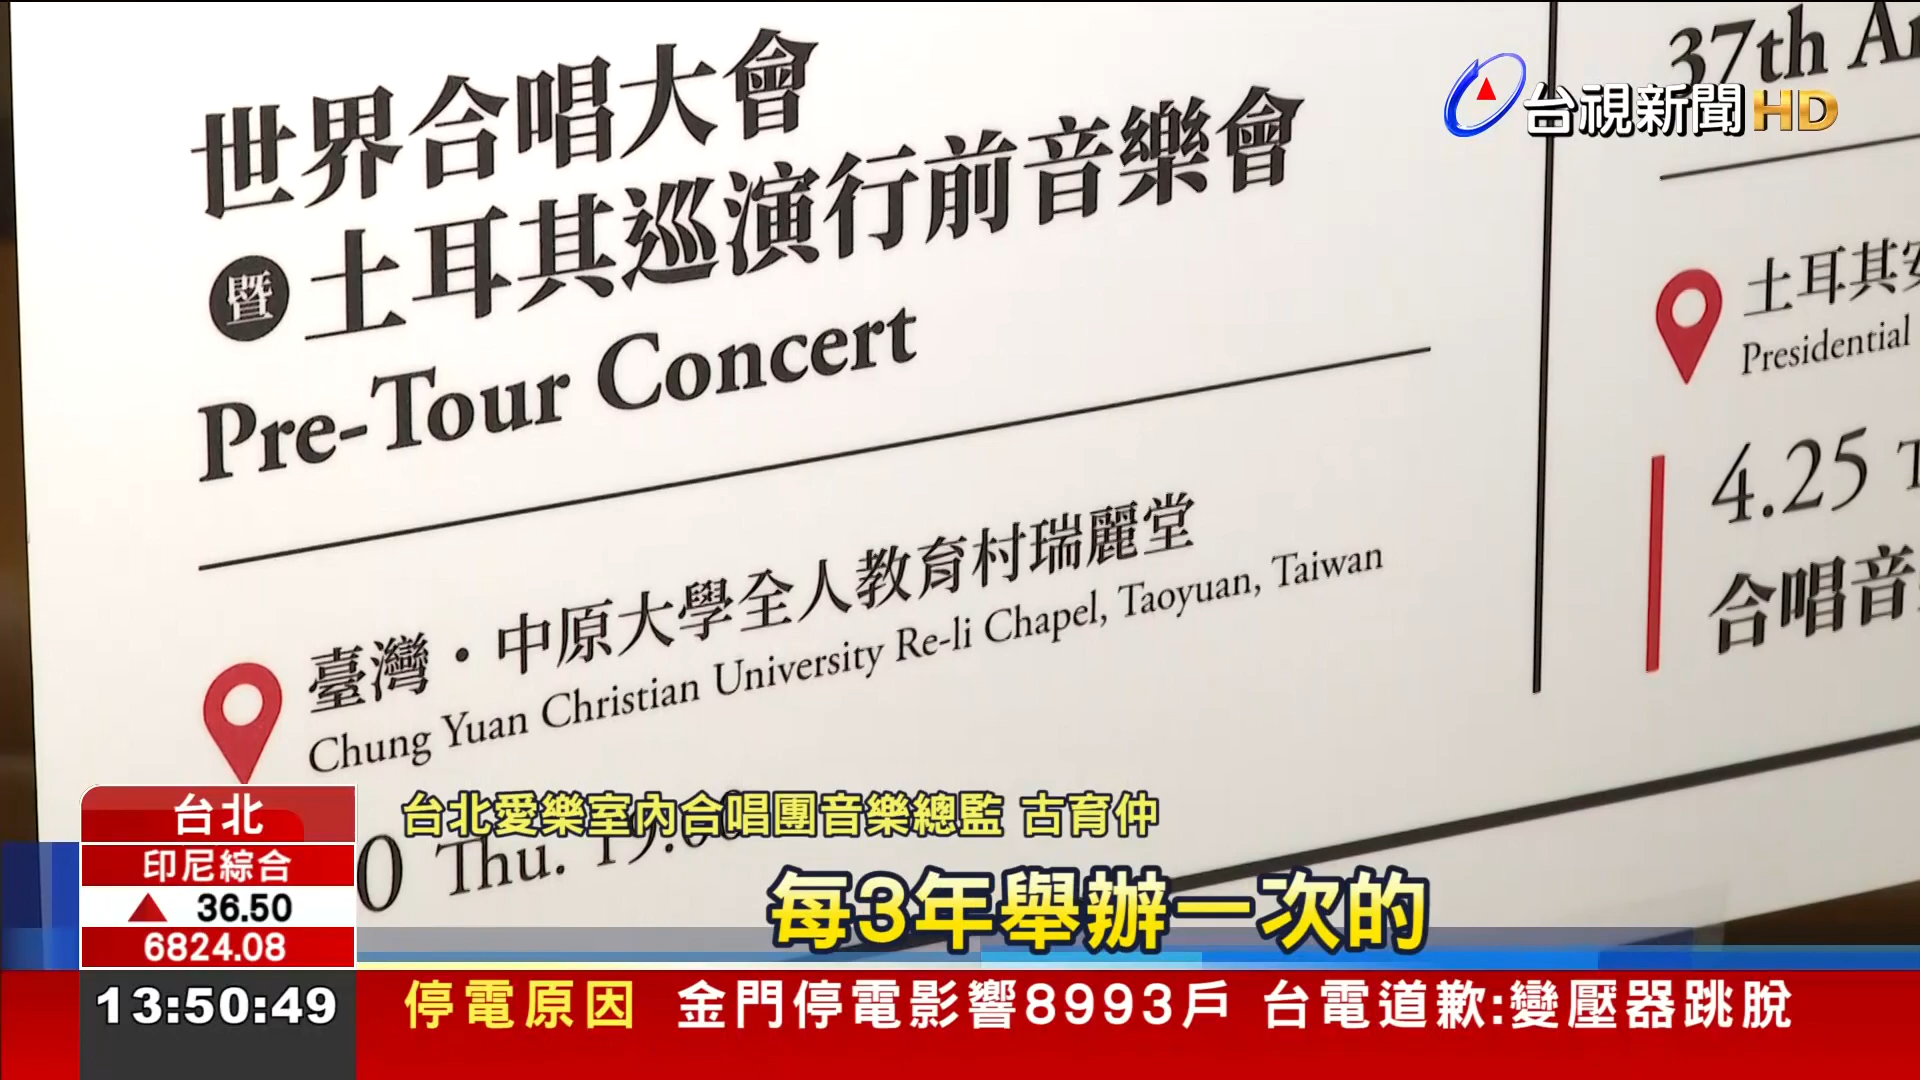 世界合唱大會
暨土耳其巡演行前音樂會
Pre-Tour Concert
臺灣・中原大學全人教育村瑞麗堂
Chung Yuan Christian University Re-li Chapel, Taoyuan, Taiwan
0 Thu. 19:00
37th
土耳其
Presidential
4.25
合唱音
台視新聞HD
台北
印尼綜合
▲ 36.50
6824.08
13:50:49
台北愛樂室內合唱團音樂總監 古育仲
每3年舉辦一次的
停電原因 金門停電影響8993戶 台電道歉:變壓器跳脫